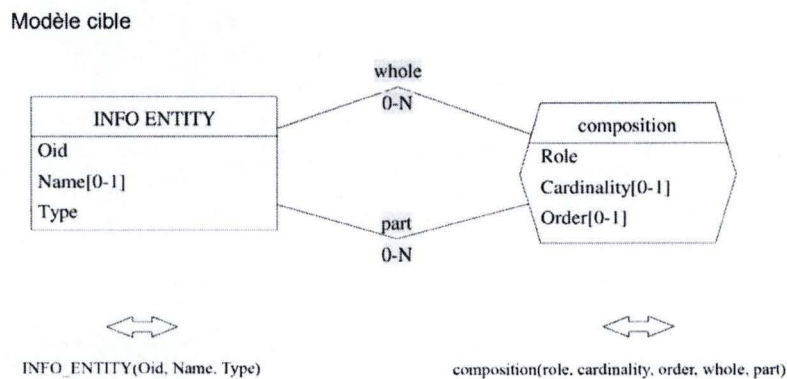 Modèle cible
whole
0-N
INFO ENTITY
Oid
Name[0-1]
Type
composition
Role
Cardinality[0-1]
Order[0-1]
part
0-N
INFO_ENTITY(Oid, Name. Type)
composition(role, cardinality, order, whole, part)